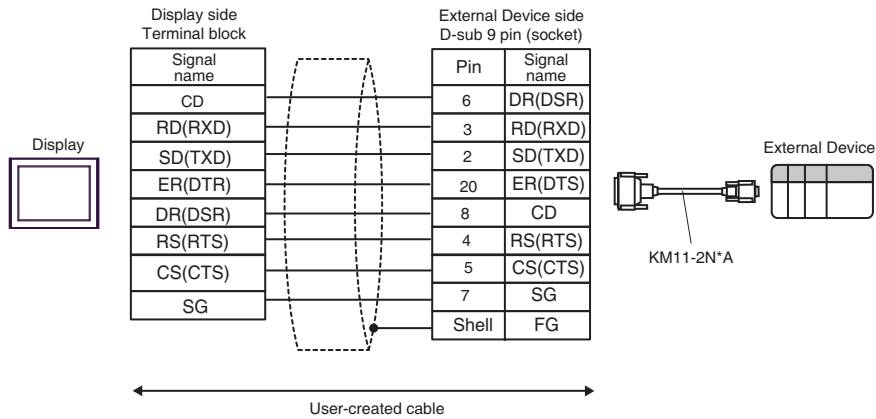 Display side
Terminal block
External Device side
D-sub 9 pin (socket)
Signal name
Pin
Signal name
CD
6
DR(DSR)
RD(RXD)
3
RD(RXD)
SD(TXD)
2
SD(TXD)
ER(DTR)
20
ER(DTS)
DR(DSR)
8
CD
RS(RTS)
4
RS(RTS)
CS(CTS)
5
CS(CTS)
SG
7
SG
Shell
FG
Display
External Device
KM11-2N*A
User-created cable